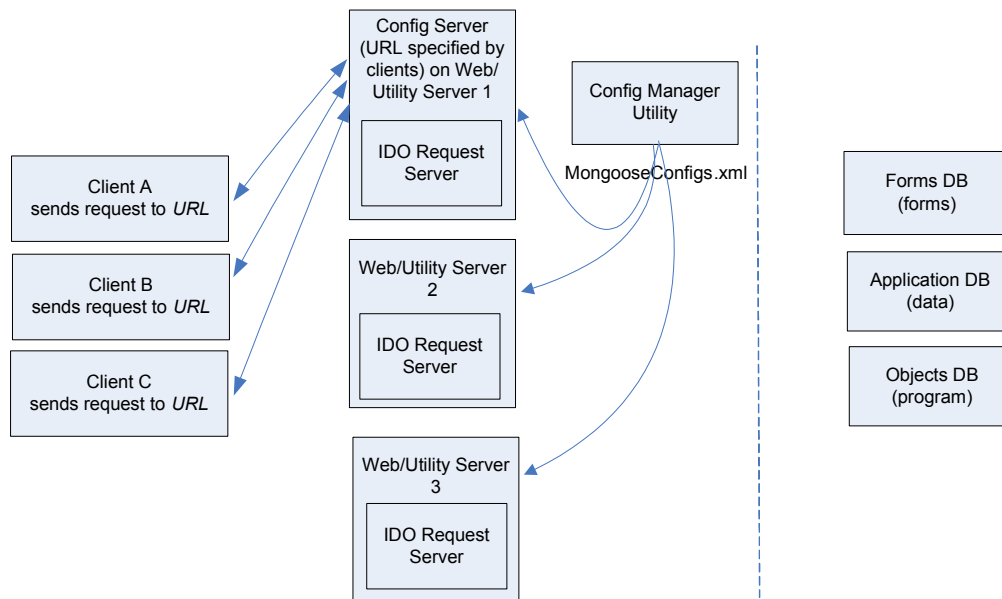 Config Server
(URL specified by
clients) on Web/
Utility Server 1
IDO Request
Server
Config Manager
Utility
MongooseConfigs.xml
Client A
sends request to URL
Client B
sends request to URL
Client C
sends request to URL
Web/Utility Server
2
IDO Request
Server
Web/Utility Server
3
IDO Request
Server
Forms DB
(forms)
Application DB
(data)
Objects DB
(program)